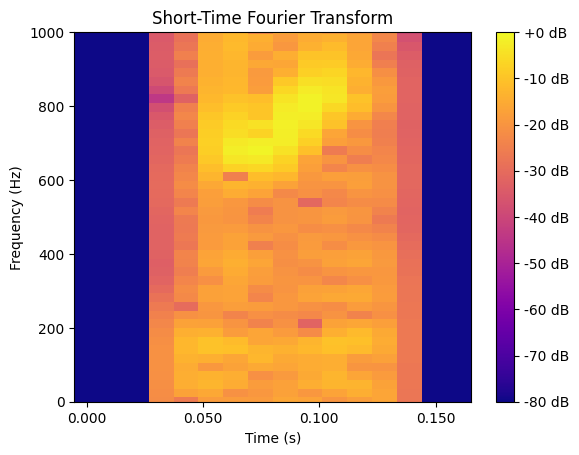 Short-Time Fourier Transform
1000
800
600
400
200
0
Frequency (Hz)
0.000
0.050
0.100
0.150
Time (s)
+0 dB
-10 dB
-20 dB
-30 dB
-40 dB
-50 dB
-60 dB
-70 dB
-80 dB